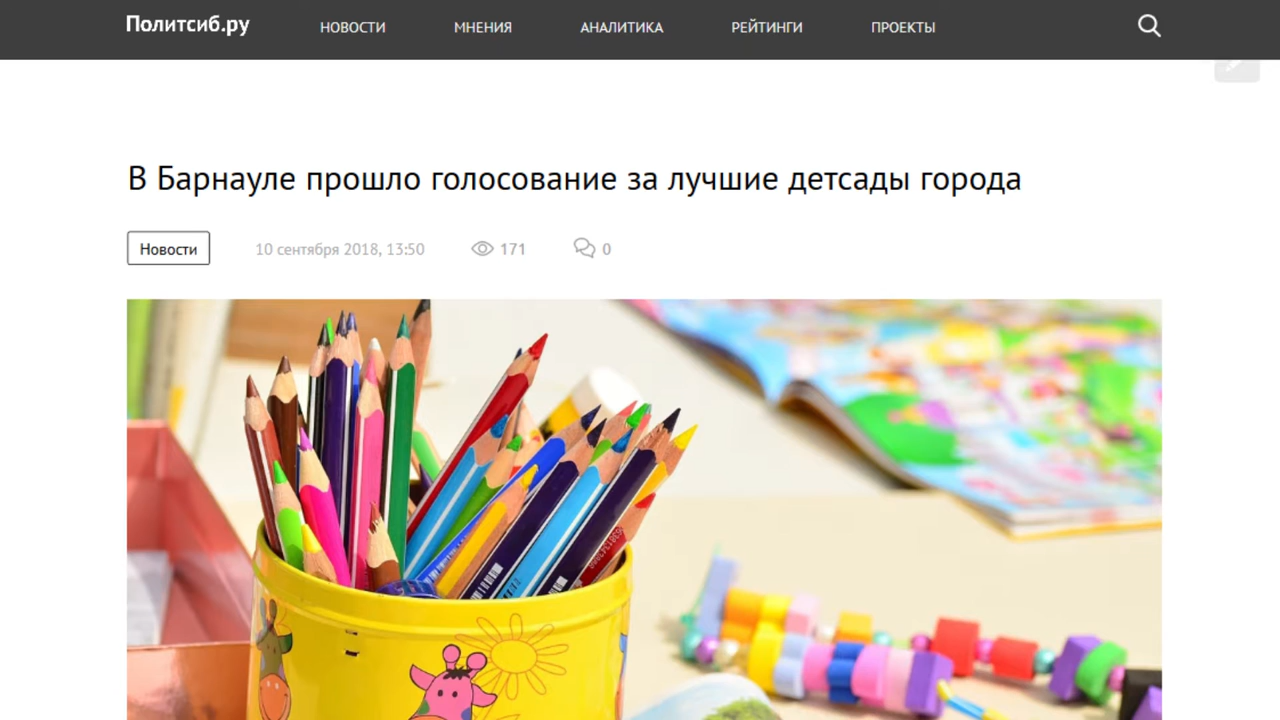 Политсиб.ру НОВОСТИ МНЕНИЯ АНАЛИТИКА РЕЙТИНГИ ПРОЕКТЫ
В Барнауле прошло голосование за лучшие детсады города
Новости 10 сентября 2018, 13:50 171 0